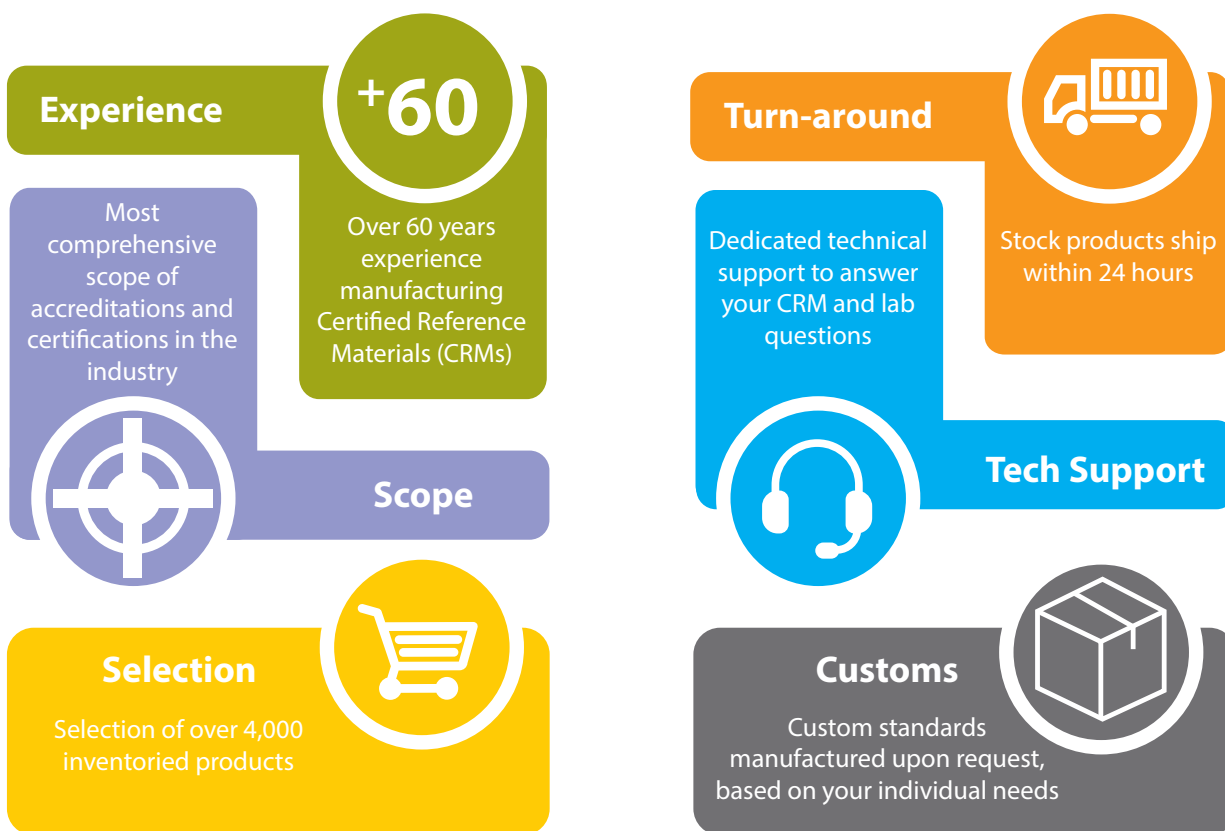 Experience
+60
Over 60 years
experience
manufacturing
Certified Reference
Materials (CRMs)
Most
comprehensive
scope of
accreditations and
certifications in the
industry
Scope
Selection
Selection of over 4,000
inventoried products
Turn-around
Stock products ship
within 24 hours
Dedicated technical
support to answer
your CRM and lab
questions
Tech Support
Customs
Custom standards
manufactured upon request,
based on your individual needs